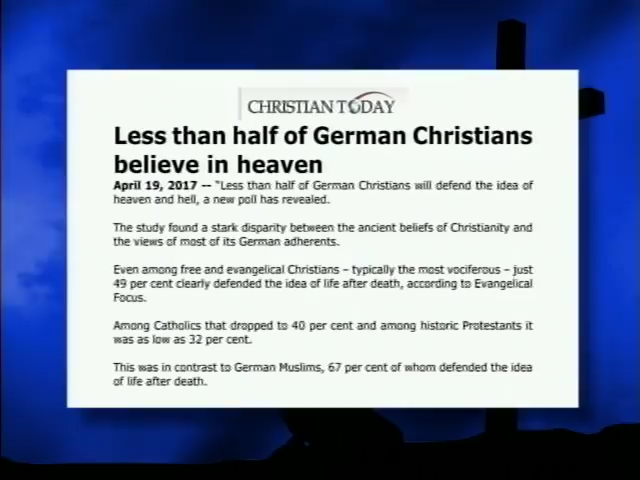 CHRISTIAN TODAY
Less than half of German Christians
believe in heaven
April 19, 2017 -- "Less than half of German Christians will defend the idea of
heaven and hell, a new poll has revealed.
The study found a stark disparity between the ancient beliefs of Christianity and
the views of most of its German adherents.
Even among free and evangelical Christians – typically the most vociferous – just
49 per cent clearly defended the idea of life after death, according to Evangelical
Focus.
Among Catholics that dropped to 40 per cent and among historic Protestants it
was as low as 32 per cent.
This was in contrast to German Muslims, 67 per cent of whom defended the idea
of life after death.